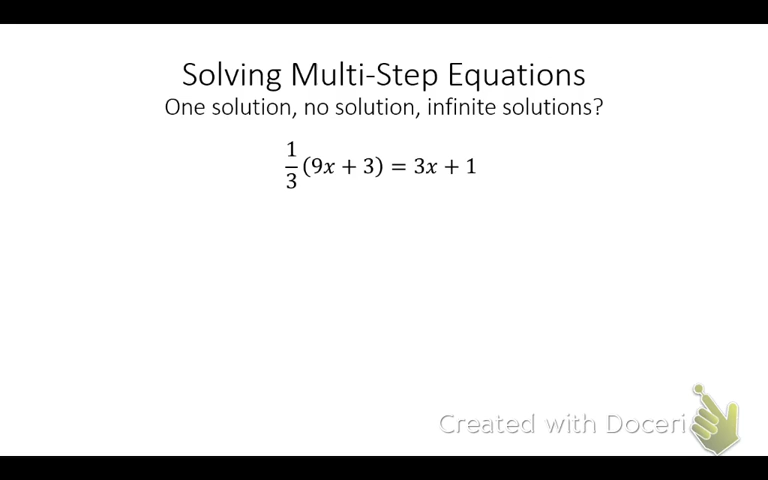 Solving Multi-Step Equations
One solution, no solution, infinite solutions?
1/3(9x + 3) = 3x + 1
Created with Doceri